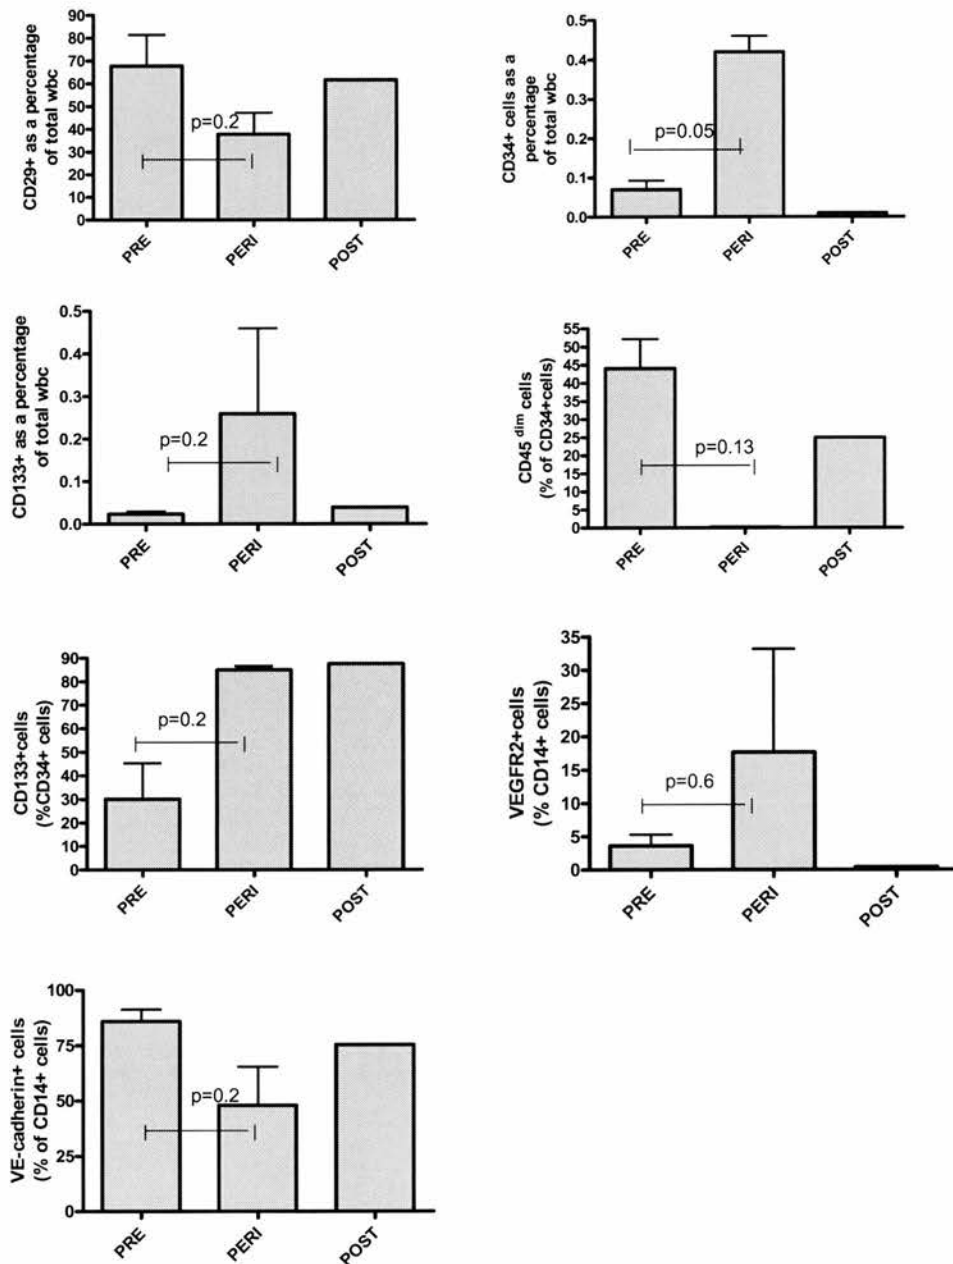 CD29+ as a percentage
of total wbc
90
80
70
60
50
40
30
20
10
0
p=0.2
PRE
PERI
POST
CD34+ cells as a
percentage
of total wbc
0.5
0.4
0.3
0.2
0.1
0.0
p=0.05
PRE
PERI
POST
CD133+ as a percentage
of total wbc
0.5
0.4
0.3
0.2
0.1
0.0
p=0.2
PRE
PERI
POST
CD45 dim cells
(% of CD34+cells)
55
50
45
40
35
30
25
20
15
10
5
0
p=0.13
PRE
PERI
POST
CD133+cells
(%CD34+ cells)
90
80
70
60
50
40
30
20
10
0
p=0.2
PRE
PERI
POST
VEGFR2+cells
(% CD14+ cells)
35
30
25
20
15
10
5
0
p=0.6
PRE
PERI
POST
VE-cadherin+ cells
(% of CD14+ cells)
100
75
50
25
0
p=0.2
PRE
PERI
POST